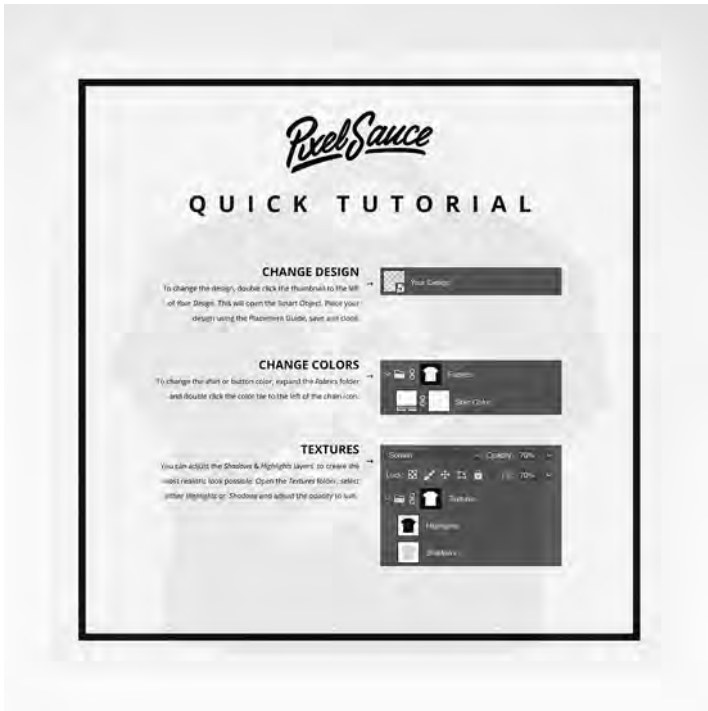 PixelSauce
QUICK TUTORIAL
CHANGE DESIGN
To change the design, double click the thumbnail to the left
of Your Design. This will open the Smart Object. Place your
design using the Placement Guide, save and close.
→
Your Design
CHANGE COLORS
To change the shirt or button color, expand the Fabrics folder
and double click the color tile to the left of the chain icon.
→
Fabrics
Shirt Color
TEXTURES
You can adjust the Shadows & Highlights layers, to create the
most realistic look possible. Open the Textures folder, select
either Highlights or Shadows and adjust the opacity to suit.
→
Screen Opacity: 70%
Lock: 70%
Textures
Highlights
Shadows